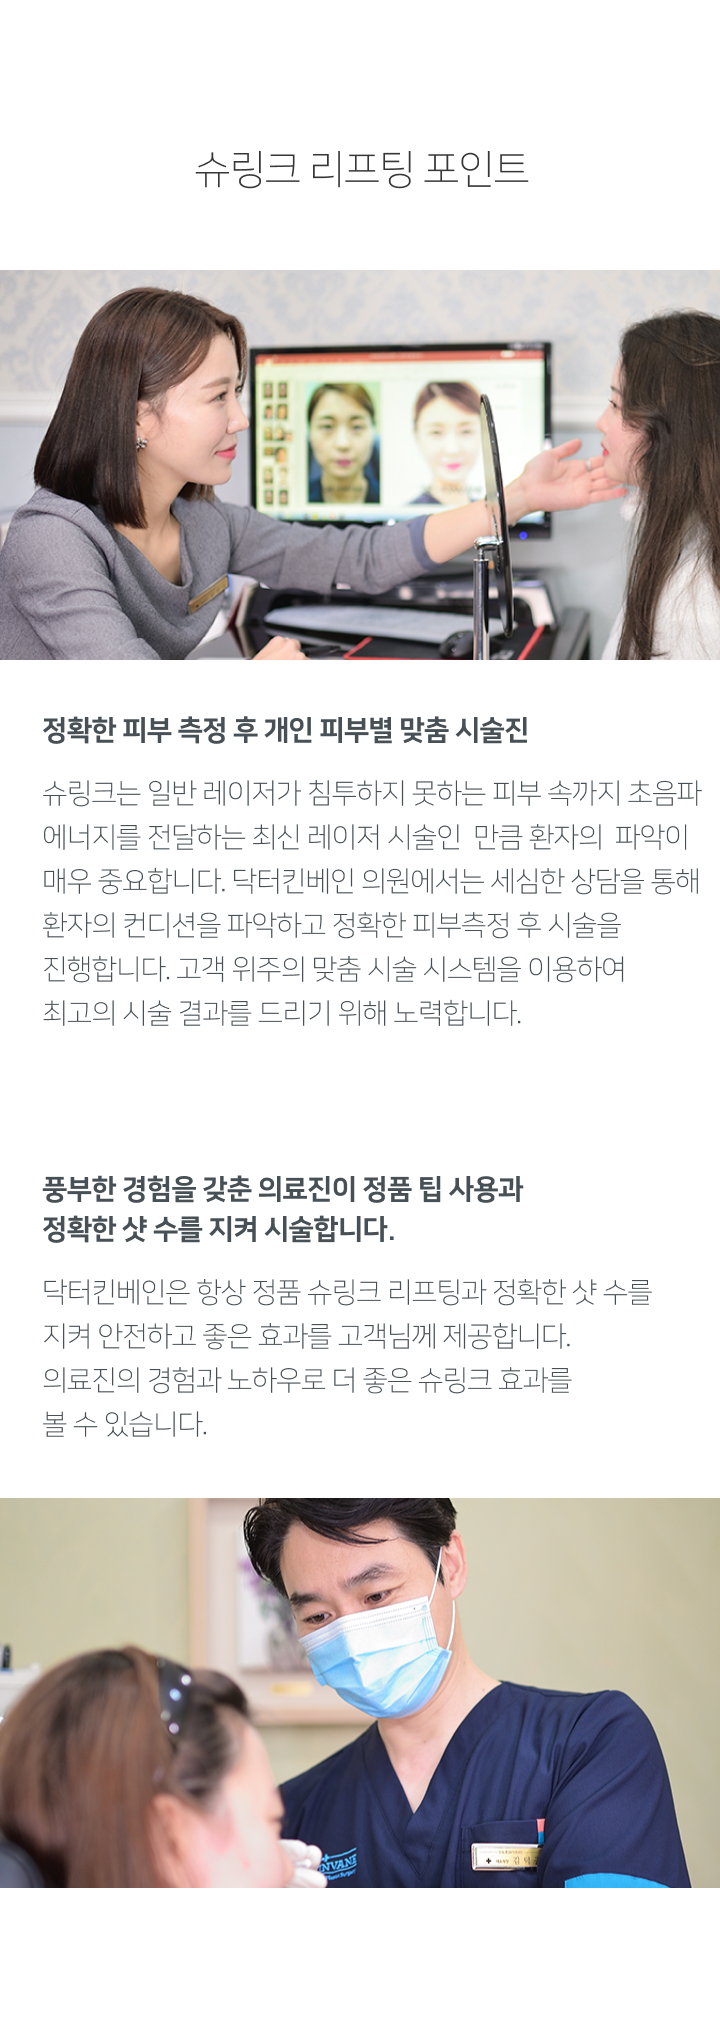 슈링크 리프팅 포인트
정확한 피부 측정 후 개인 피부별 맞춤 시술진
슈링크는 일반 레이저가 침투하지 못하는 피부 속까지 초음파
에너지를 전달하는 최신 레이저 시술인 만큼 환자의 파악이
매우 중요합니다. 닥터킨베인 의원에서는 세심한 상담을 통해
환자의 컨디션을 파악하고 정확한 피부측정 후 시술을
진행합니다. 고객 위주의 맞춤 시술 시스템을 이용하여
최고의 시술 결과를 드리기 위해 노력합니다.
풍부한 경험을 갖춘 의료진이 정품 팁 사용과
정확한 샷 수를 지켜 시술합니다.
닥터킨베인은 항상 정품 슈링크 리프팅과 정확한 샷 수를
지켜 안전하고 좋은 효과를 고객님께 제공합니다.
의료진의 경험과 노하우로 더 좋은 슈링크 효과를
볼 수 있습니다.